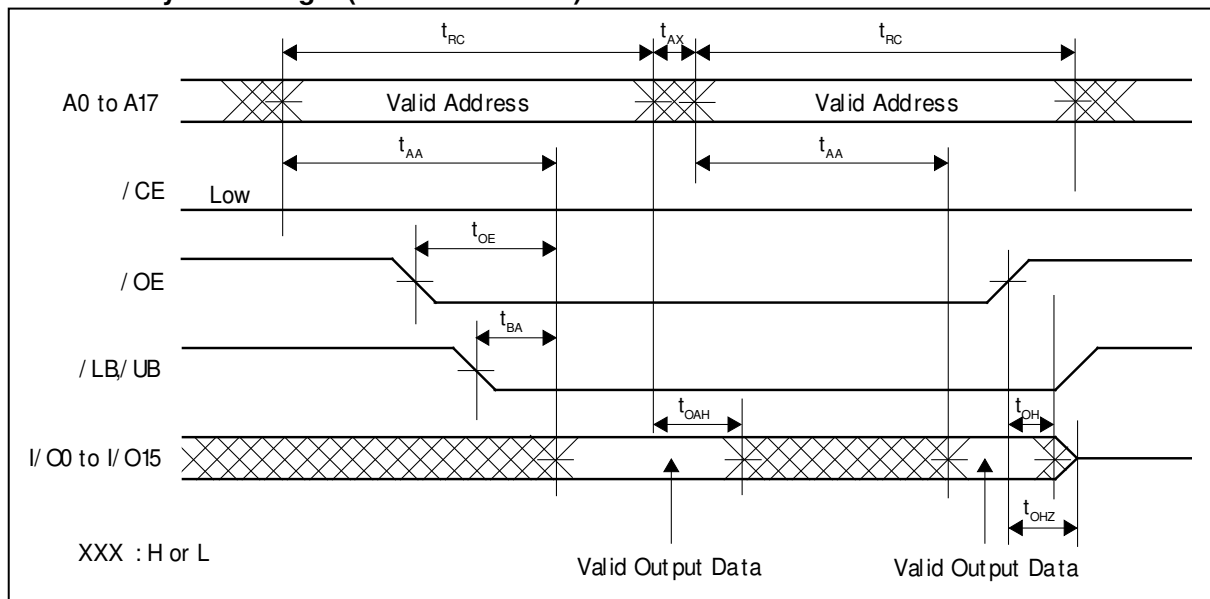 tRC tAX tRC
A0 to A17 Valid Address Valid Address
tAA tAA
/CE Low
tOE
/OE
tBA
/LB,/UB
tOAH tOH
I/O0 to I/O15
tOHZ
XXX : H or L
Valid Output Data Valid Output Data